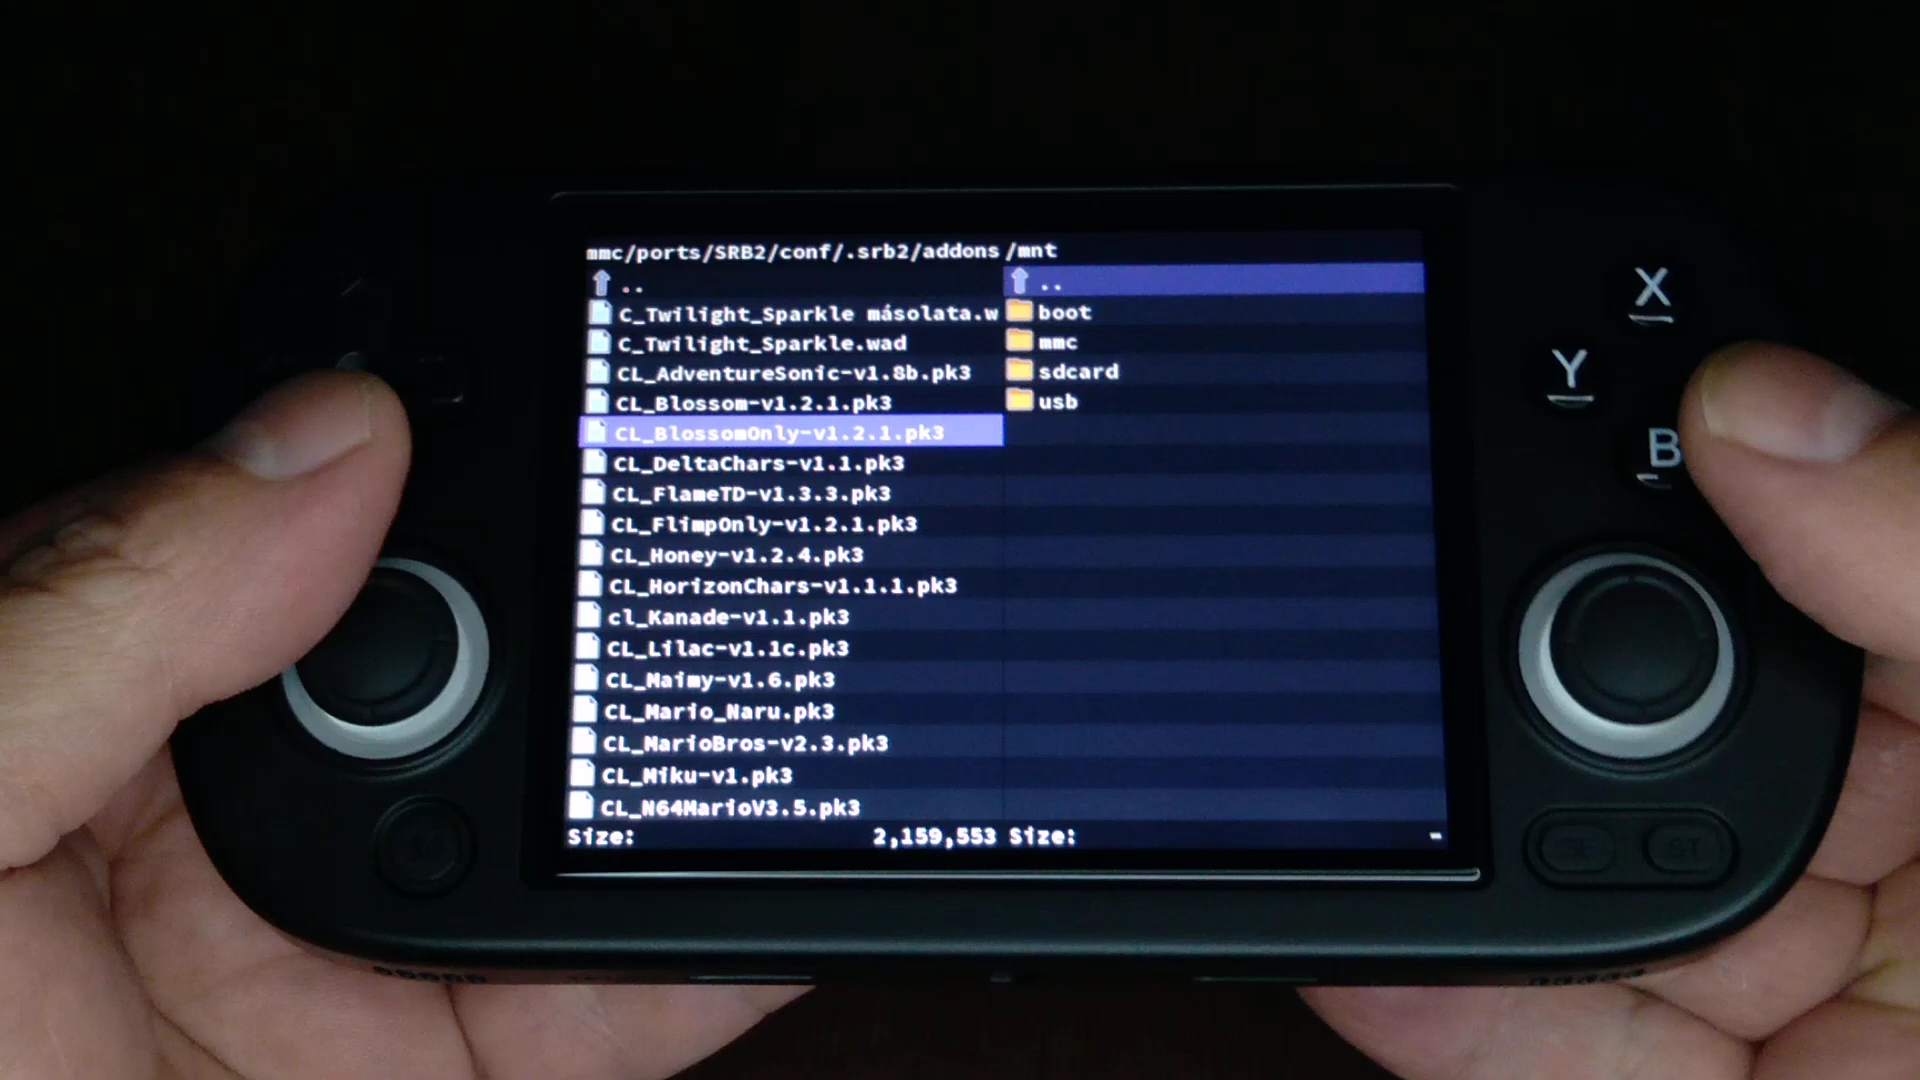 mmc/ports/SRB2/conf/.srb2/addons
..
C_Twilight_Sparkle másolata.w
C_Twilight_Sparkle.wad
CL_AdventureSonic-v1.8b.pk3
CL_Blossom-v1.2.1.pk3
CL_BlossomOnly-v1.2.1.pk3
CL_DeltaChars-v1.1.pk3
CL_FlameTD-v1.3.3.pk3
CL_FlimpOnly-v1.2.1.pk3
CL_Honey-v1.2.4.pk3
CL_HorizonChars-v1.1.1.pk3
cl_Kanade-v1.1.pk3
CL_Lilac-v1.1c.pk3
CL_Maimy-v1.6.pk3
CL_Mario_Naru.pk3
CL_MarioBros-v2.3.pk3
CL_Miku-v1.pk3
CL_N64MarioV3.5.pk3
Size: 2,159,553
/mnt
..
boot
mmc
sdcard
usb
Size: -
X
Y
B
SE ST
M